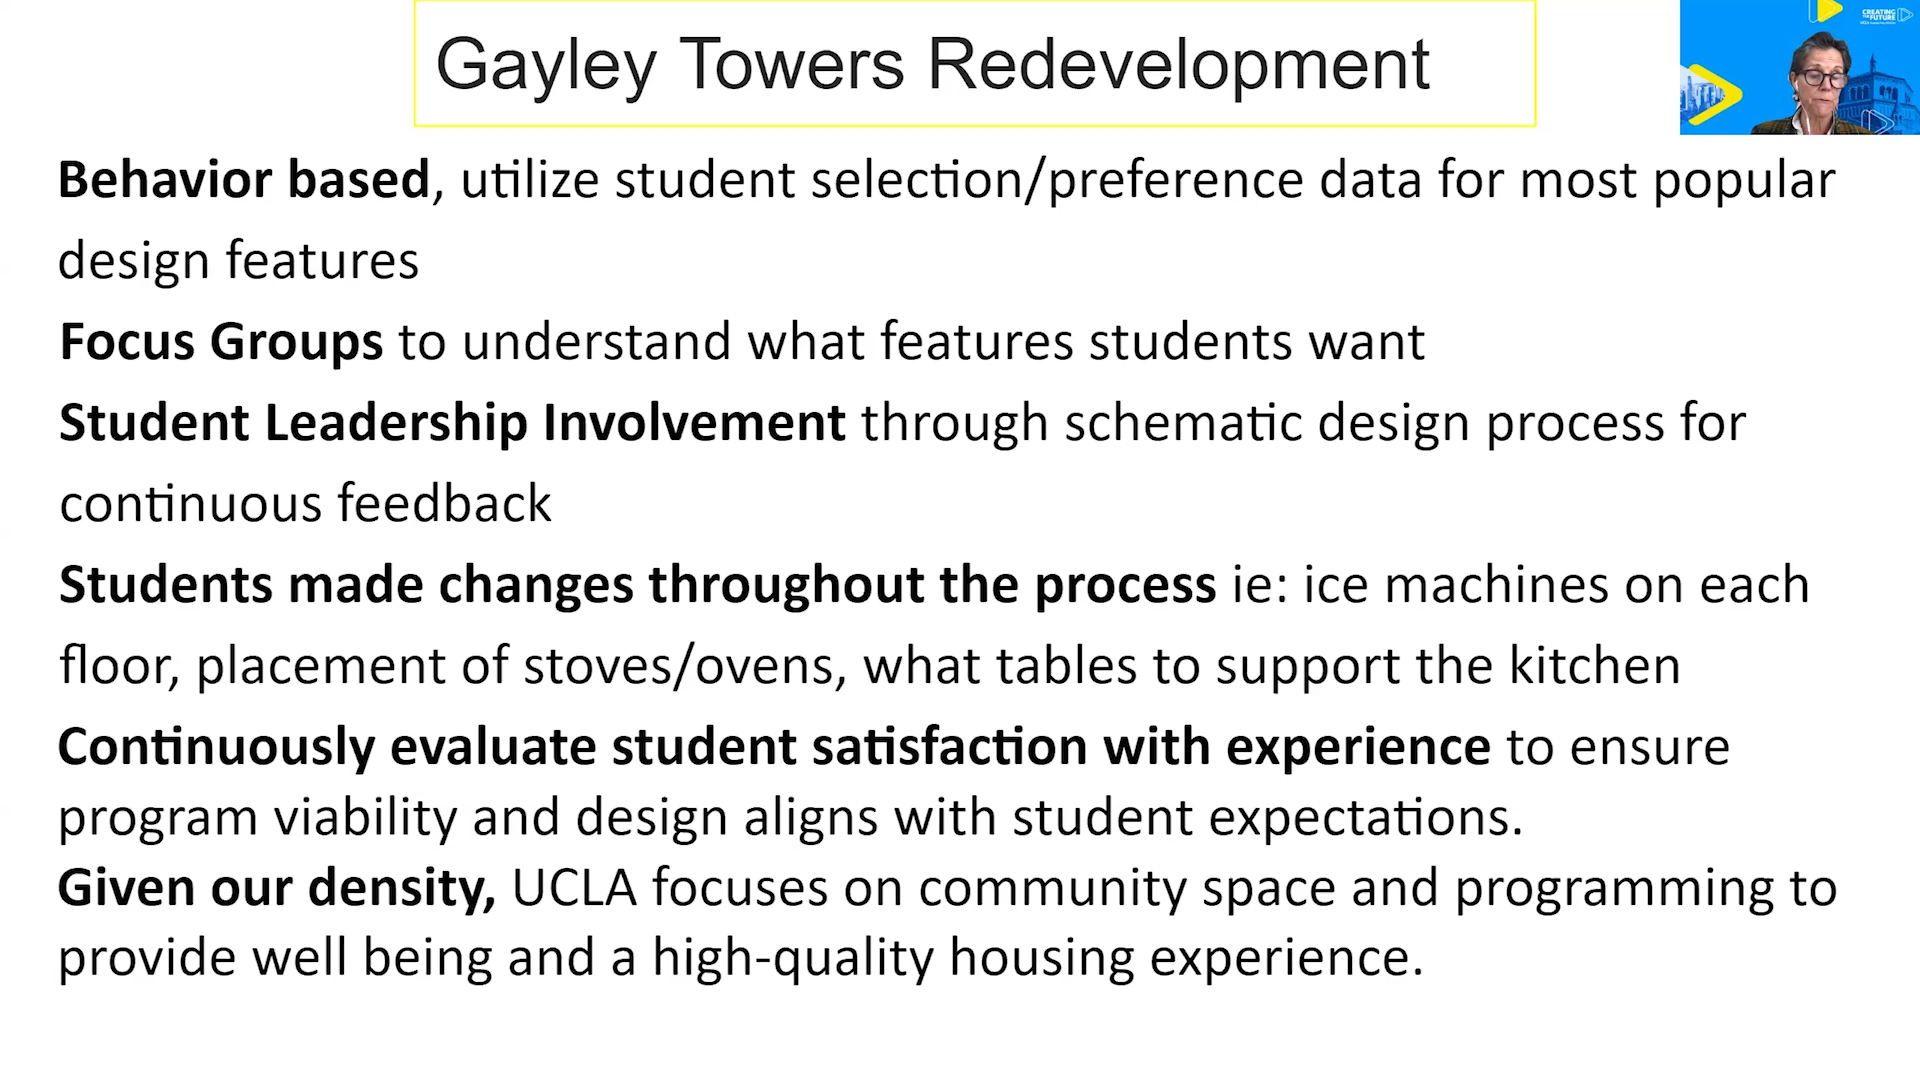 Gayley Towers Redevelopment
CREATING
THE FUTURE
Behavior based, utilize student selection/preference data for most popular
design features
Focus Groups to understand what features students want
Student Leadership Involvement through schematic design process for
continuous feedback
Students made changes throughout the process ie: ice machines on each
floor, placement of stoves/ovens, what tables to support the kitchen
Continuously evaluate student satisfaction with experience to ensure
program viability and design aligns with student expectations.
Given our density, UCLA focuses on community space and programming to
provide well being and a high-quality housing experience.